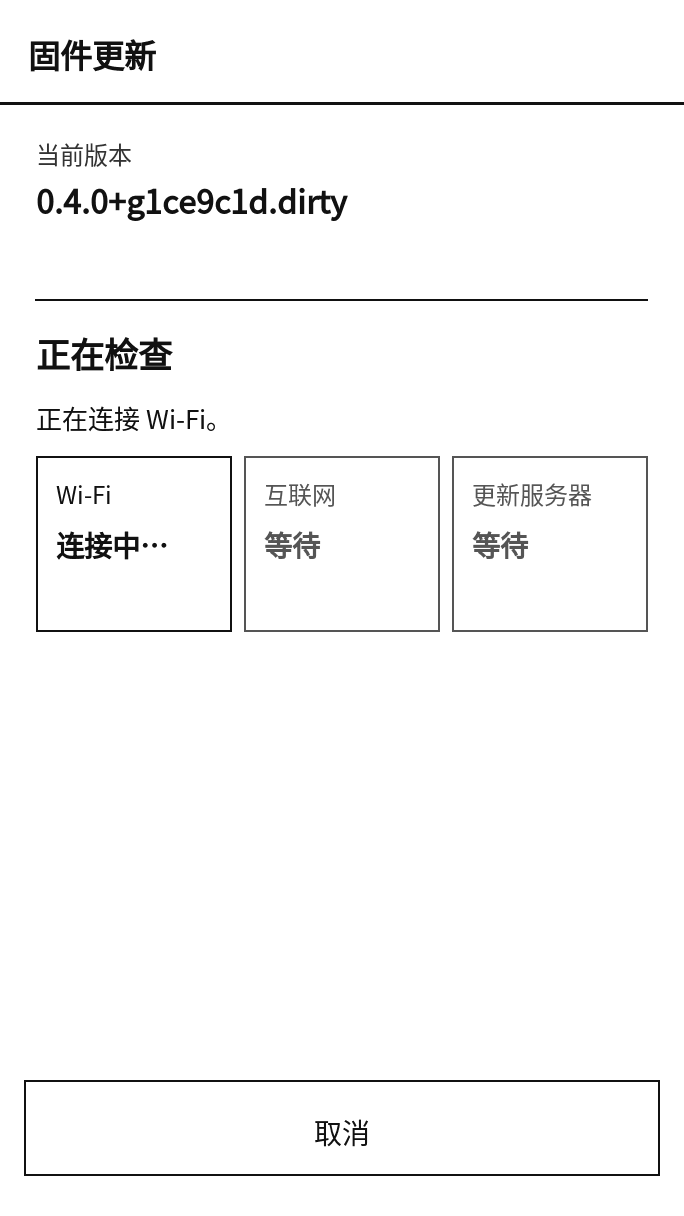 固件更新
当前版本
0.4.0+g1ce9c1d.dirty
正在检查
正在连接 Wi-Fi。
Wi-Fi
连接中…
互联网
等待
更新服务器
等待
取消